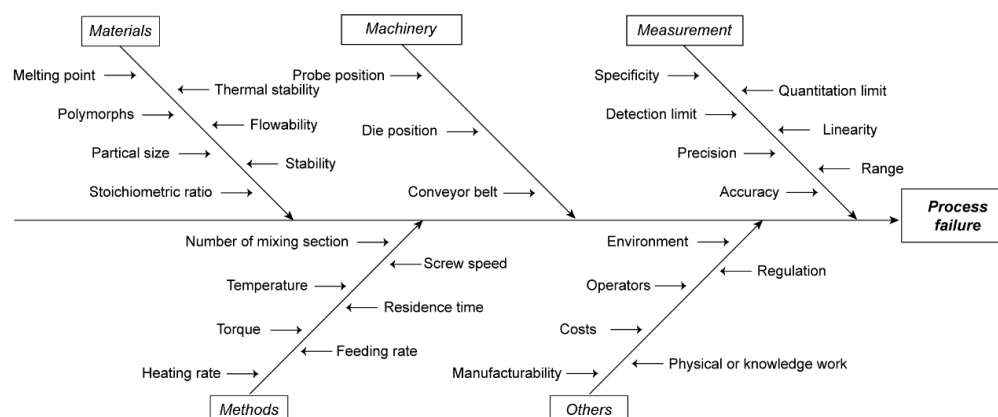 Materials
Machinery
Measurement
Melting point
Thermal stability
Polymorphs
Flowability
Partical size
Stability
Stoichiometric ratio
Probe position
Die position
Conveyor belt
Specificity
Quantitation limit
Detection limit
Linearity
Precision
Range
Accuracy
Process
failure
Number of mixing section
Screw speed
Temperature
Residence time
Torque
Feeding rate
Heating rate
Methods
Environment
Regulation
Operators
Costs
Physical or knowledge work
Manufacturability
Others